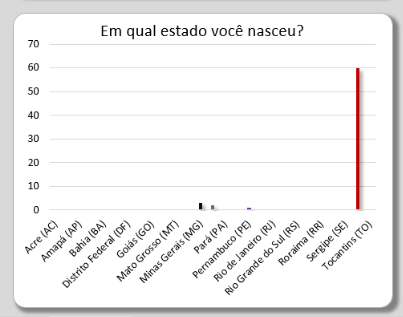 Em qual estado você nasceu?
70
60
50
40
30
20
10
0
Acre (AC)
Amapá (AP)
Bahia (BA)
Distrito Federal (DF)
Goiás (GO)
Mato Grosso (MT)
Minas Gerais (MG)
Pará (PA)
Pernambuco (PE)
Rio de Janeiro (RJ)
Rio Grande do Sul (RS)
Roraima (RR)
Sergipe (SE)
Tocantins (TO)